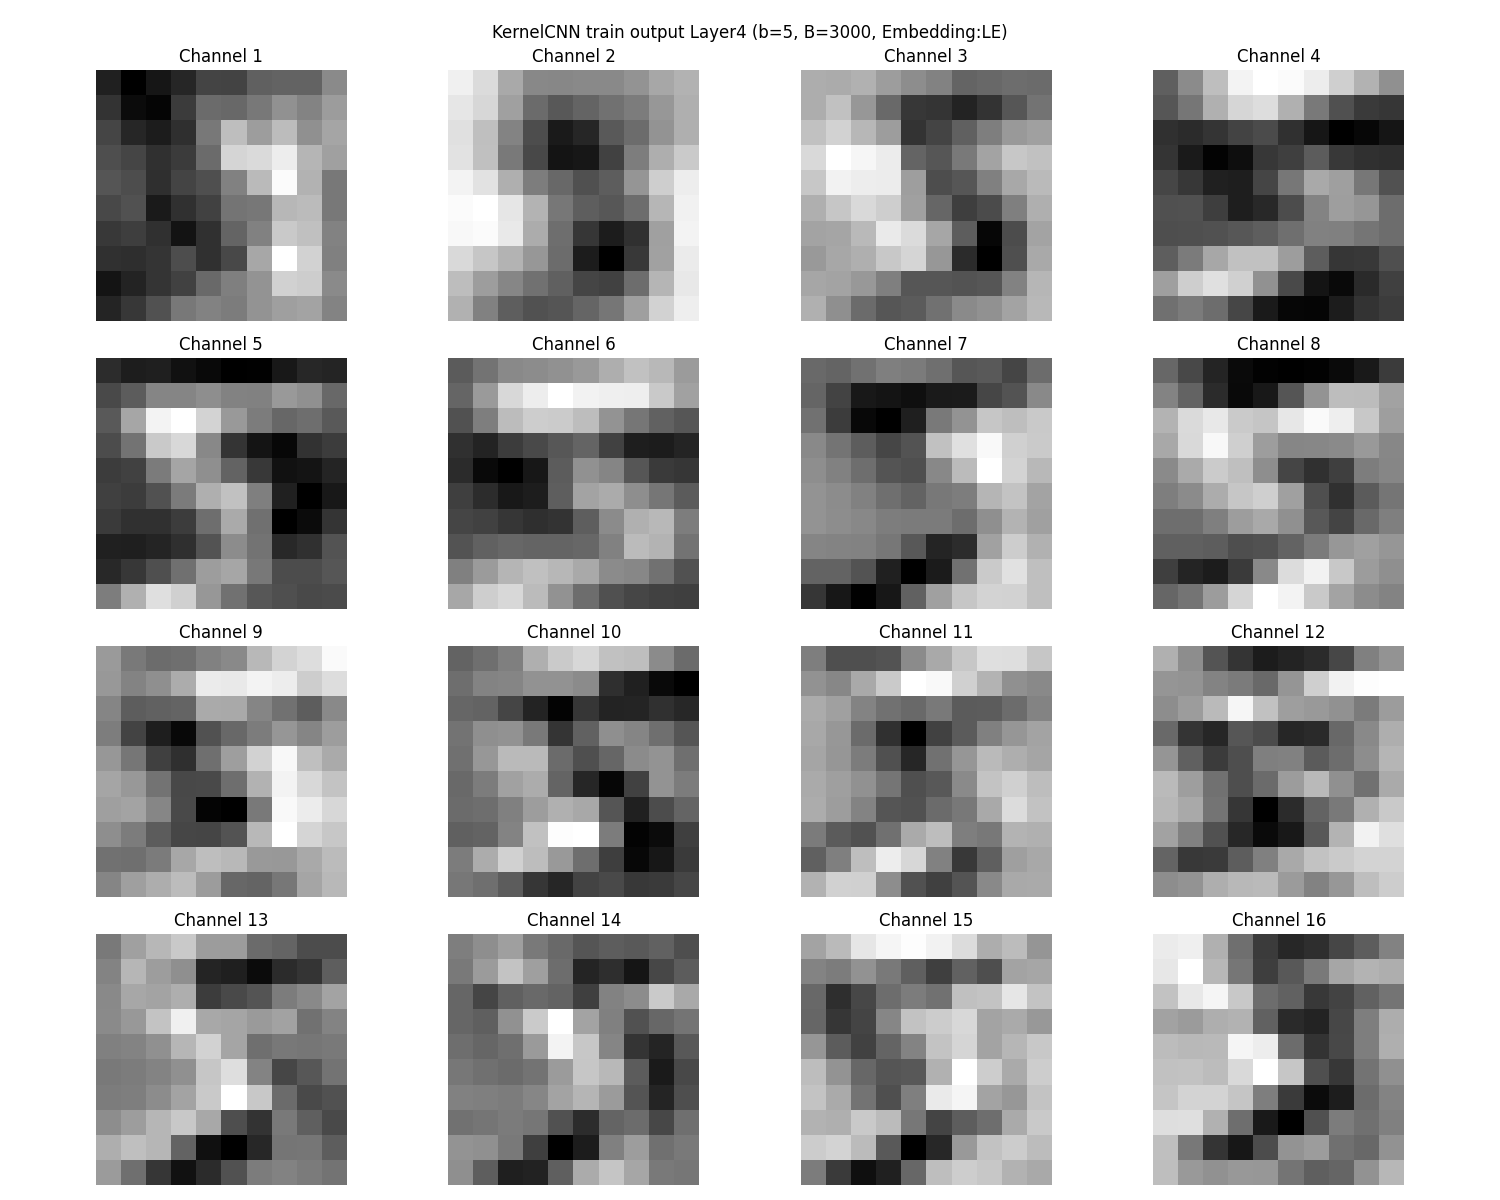 KernelCNN train output Layer4 (b=5, B=3000, Embedding:LE)
Channel 1
Channel 2
Channel 3
Channel 4
Channel 5
Channel 6
Channel 7
Channel 8
Channel 9
Channel 10
Channel 11
Channel 12
Channel 13
Channel 14
Channel 15
Channel 16